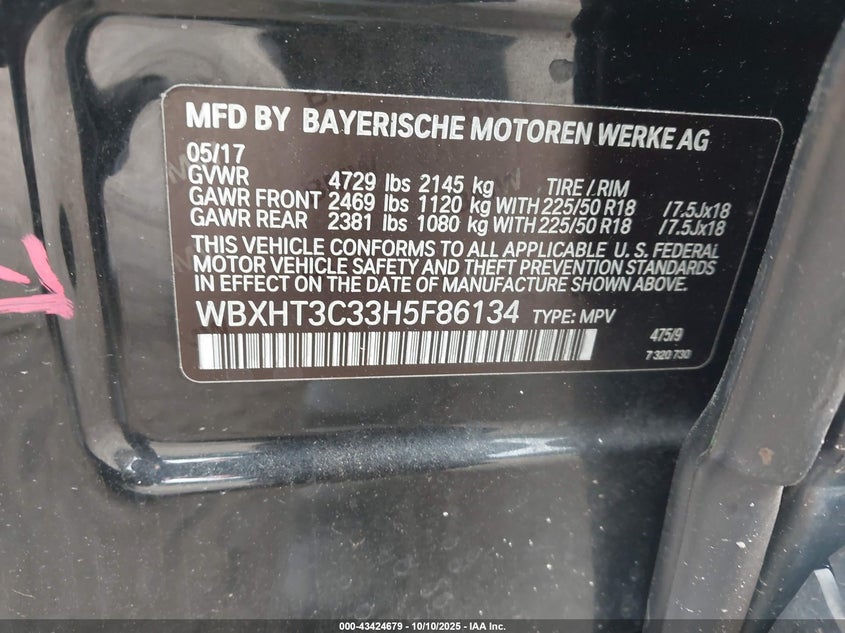 MFD BY BAYERISCHE MOTOREN WERKE AG
05/17
GVWR 4729 lbs 2145 kg TIRE / RIM
GAWR FRONT 2469 lbs 1120 kg WITH 225/50 R18 / 7.5Jx18
GAWR REAR 2381 lbs 1080 kg WITH 225/50 R18 / 7.5Jx18
THIS VEHICLE CONFORMS TO ALL APPLICABLE U. S. FEDERAL
MOTOR VEHICLE SAFETY AND THEFT PREVENTION STANDARDS
IN EFFECT ON THE DATE OF MANUFACTURE SHOWN ABOVE.
WBXHT3C33H5F86134 TYPE: MPV
475/9
7 320 730
000-43424679 - 10/10/2025 - IAA Inc.